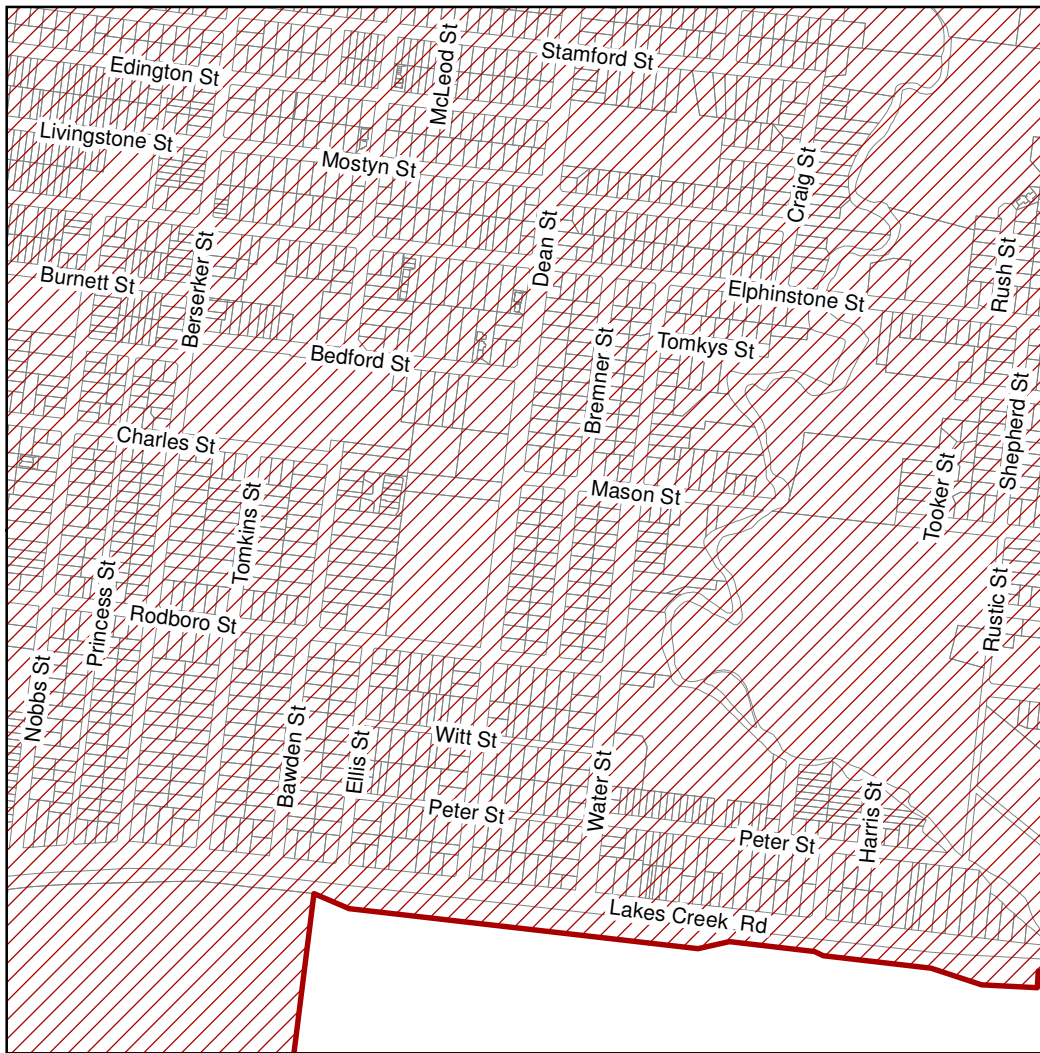 Stamford St
McLeod St
Edington St
Livingstone St
Mostyn St
Craig St
Dean St
Berserker St
Rush St
Burnett St
Elphinstone St
Tomkys St
Bedford St
Bremner St
Shepherd St
Charles St
Tooker St
Mason St
Tomkins St
Princess St
Rodboro St
Rustic St
Nobbs St
Bawden St
Ellis St
Witt St
Water St
Peter St
Harris St
Peter St
Lakes Creek Rd